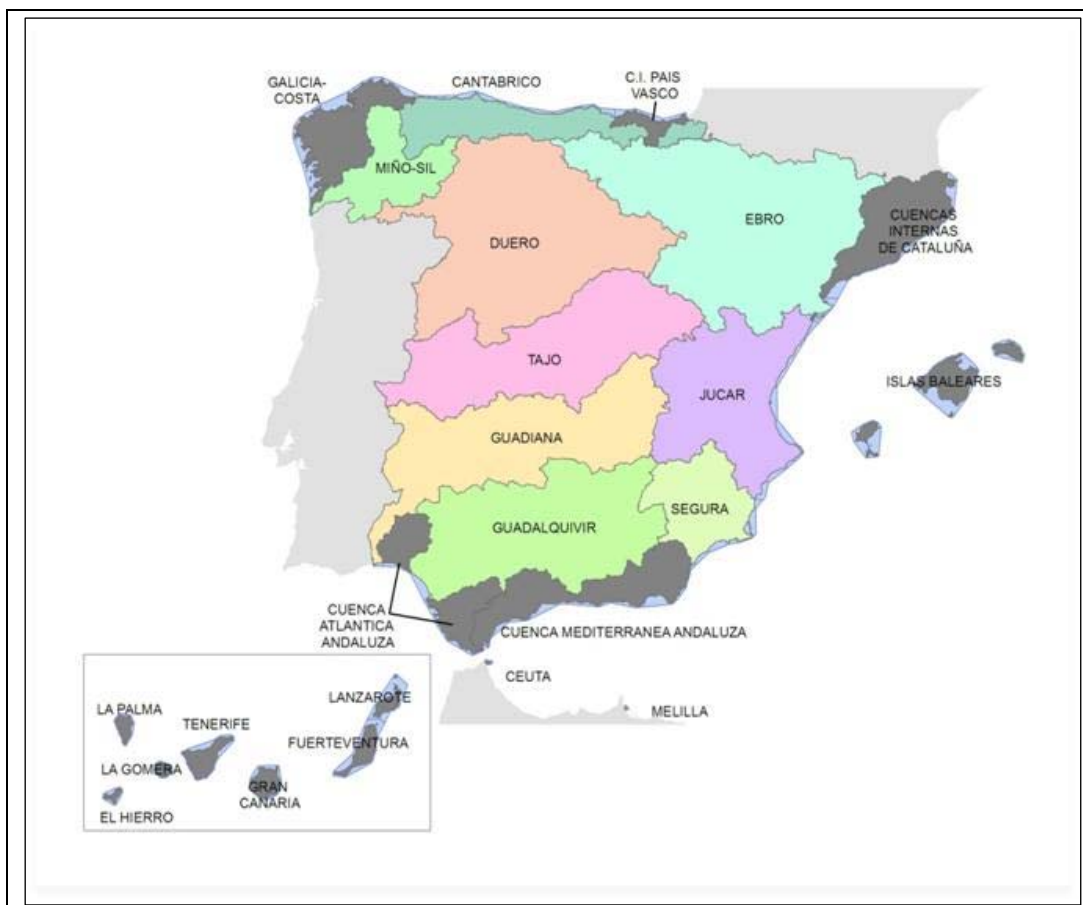 GALICIA-
COSTA
CANTABRICO
C.I. PAIS
VASCO
MIÑO-SIL
DUERO
EBRO
CUENCAS
INTERNAS
DE CATALUÑA
TAJO
JUCAR
ISLAS BALEARES
GUADIANA
SEGURA
GUADALQUIVIR
CUENCA
ATLANTICA
ANDALUZA
CUENCA MEDITERRANEA ANDALUZA
CEUTA
MELILLA
LA PALMA
TENERIFE
LANZAROTE
FUERTEVENTURA
LA GOMERA
GRAN
CANARIA
EL HIERRO